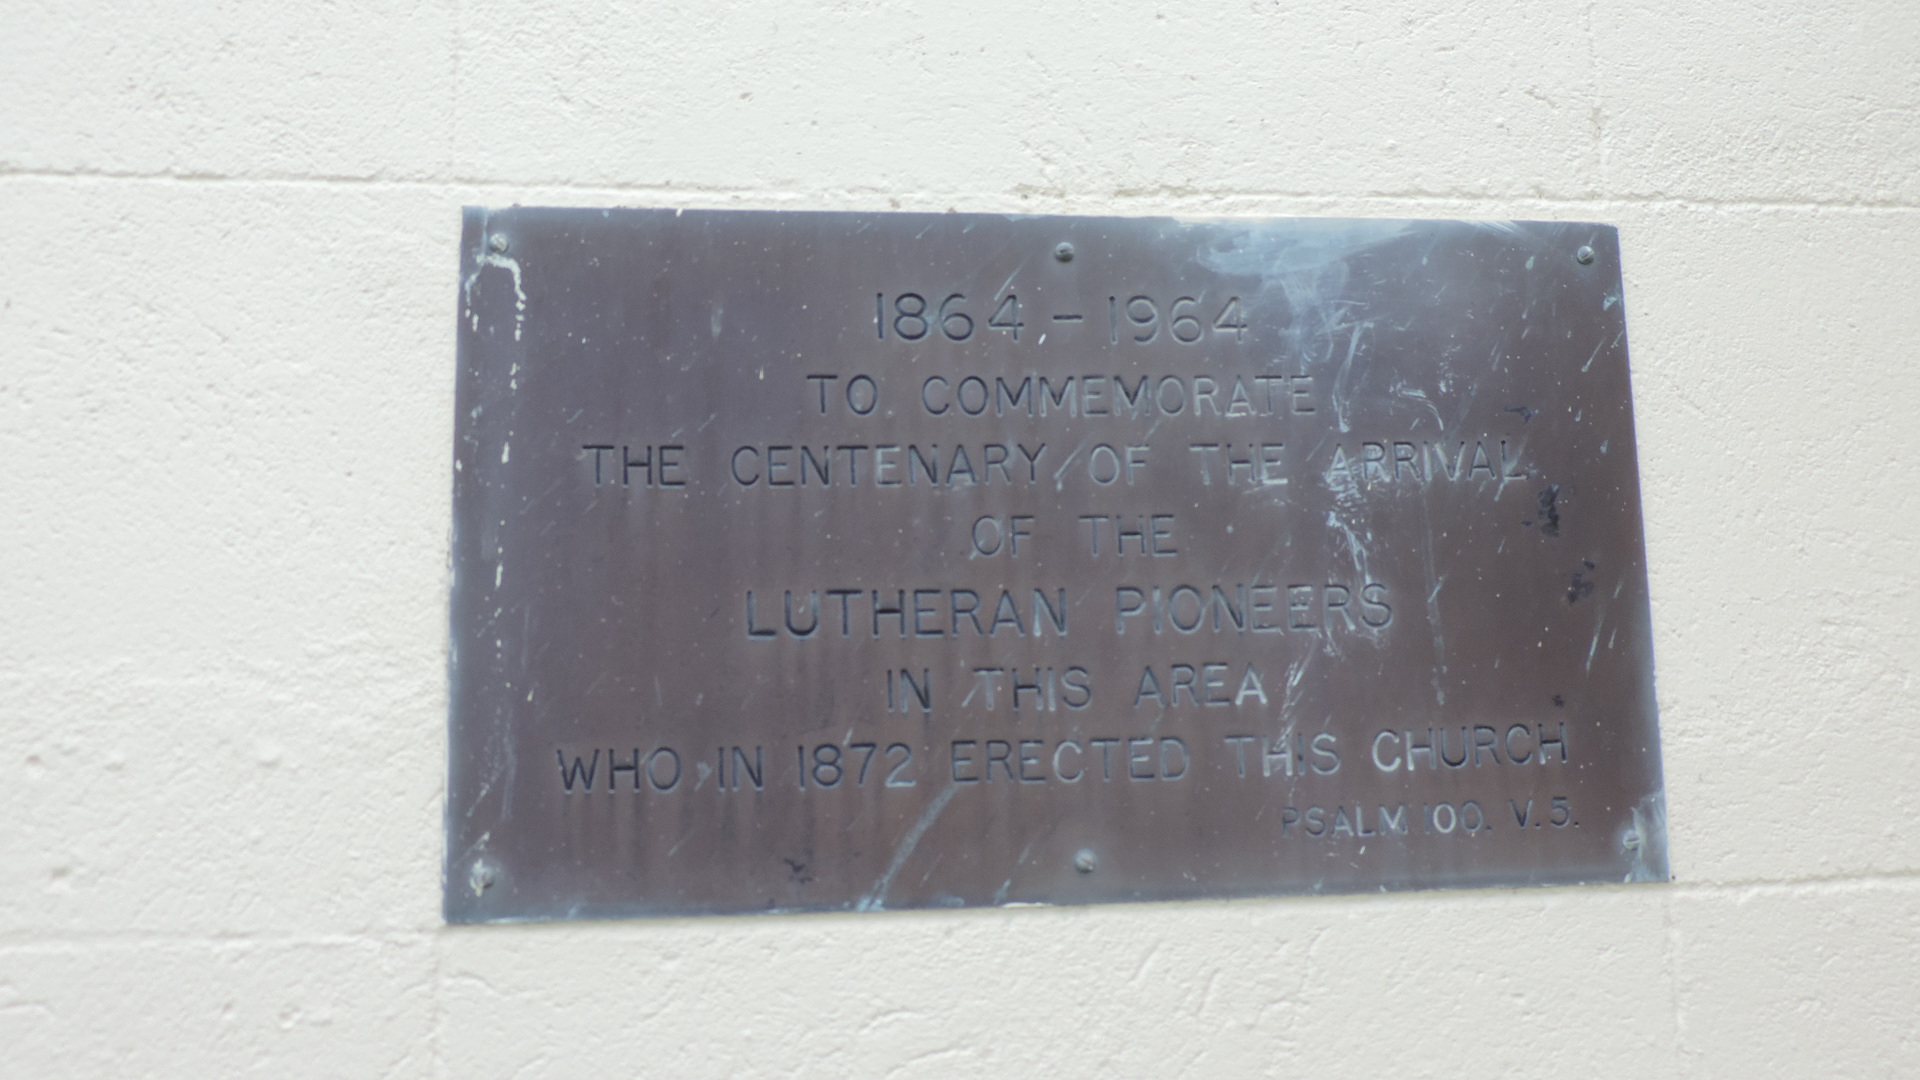 1864 - 1964
TO COMMEMORATE
THE CENTENARY OF THE ARRIVAL
OF THE
LUTHERAN PIONEERS
IN THIS AREA
WHO IN 1872 ERECTED THIS CHURCH
PSALM 100. V. 5.